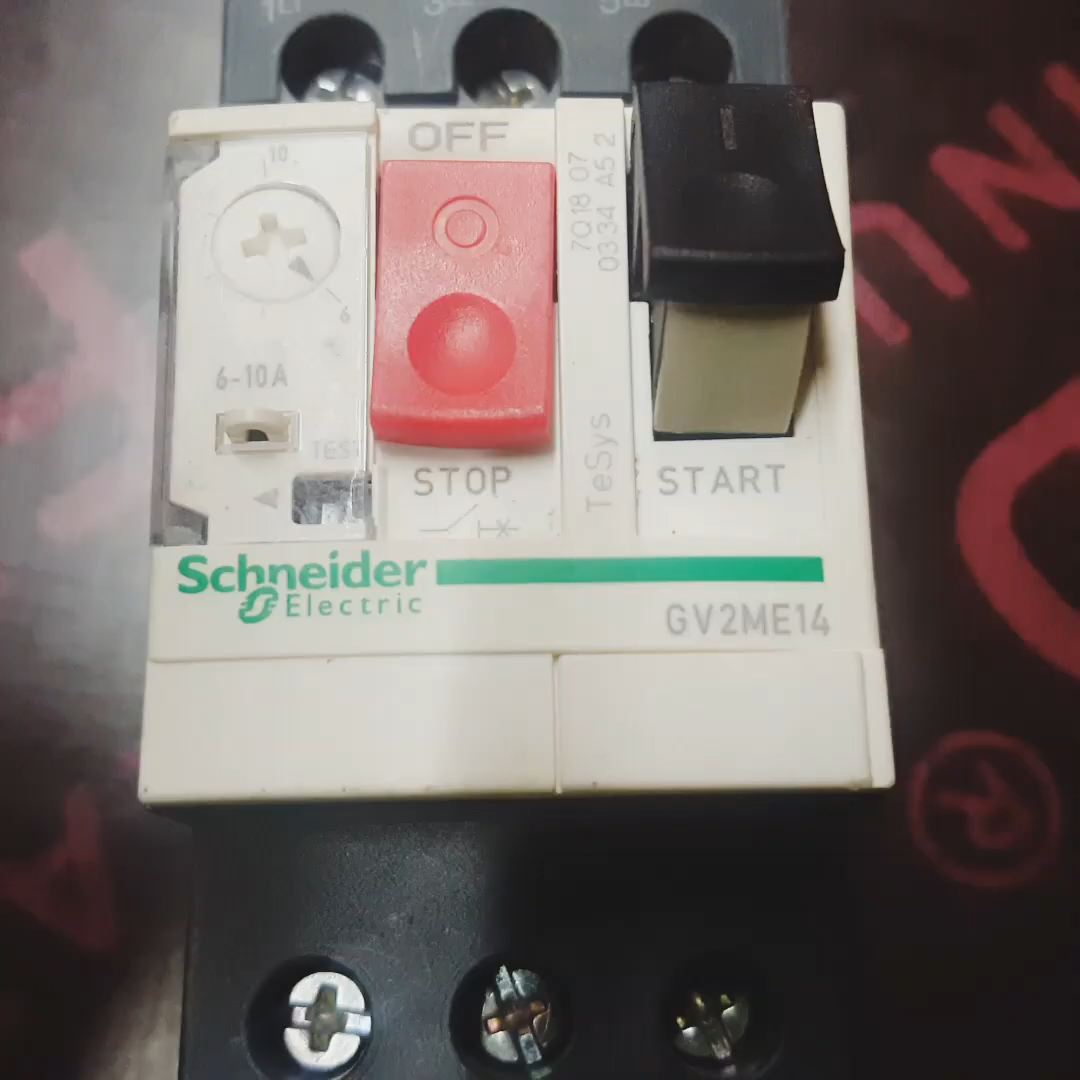 OFF
10
6
6-10A
TEST
STOP
7Q18 07
0334 A5 2
TeSys
START
Schneider
Electric
GV2ME14